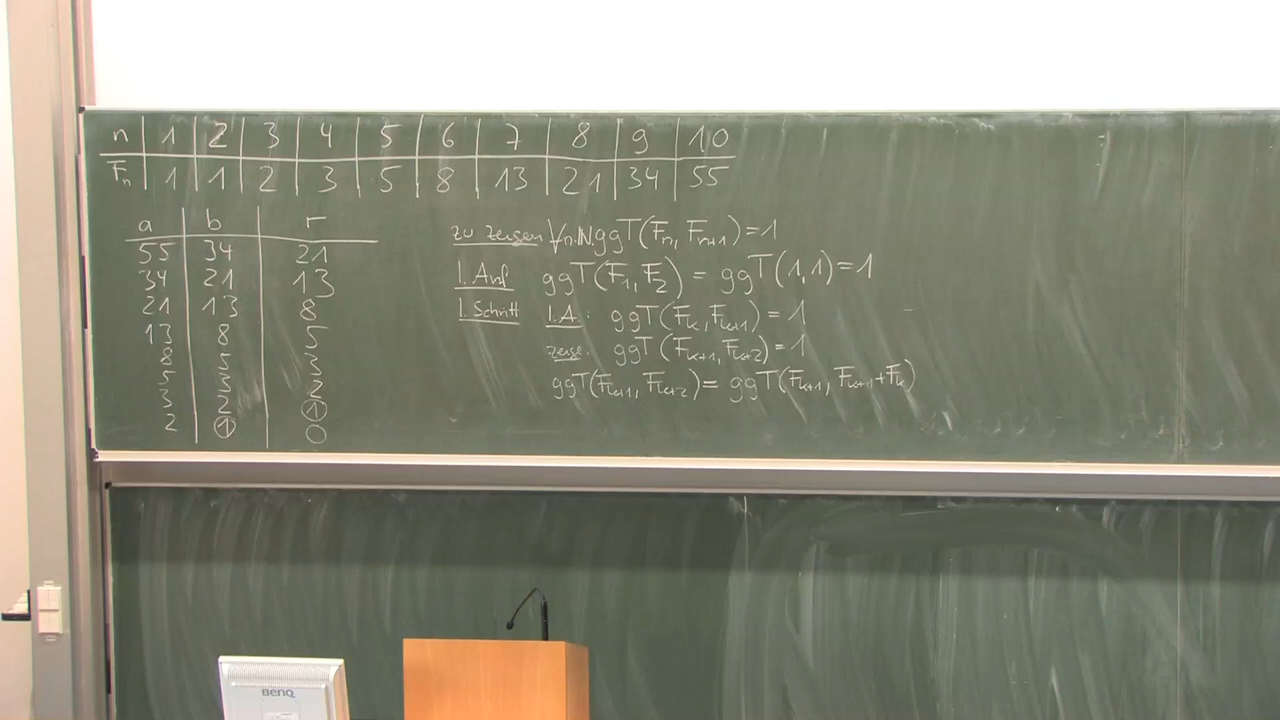 n 1 2 3 4 5 6 7 8 9 10
Fₙ 1 1 2 3 5 8 13 21 34 55
a b r
55 34 21
34 21 13
21 13 8
13 8 5
8 5 3
5 3 2
3 2 1
2 1 0
zu zeigen ∀n∈ℕ. ggT(Fₙ, Fₙ₊₁) = 1
I. Anf ggT(F₁, F₂) = ggT(1,1) = 1
I. Schritt I.A.: ggT(Fₖ, Fₖ₊₁) = 1
zeige: ggT(Fₖ₊₁, Fₖ₊₂) = 1
ggT(Fₖ₊₁, Fₖ₊₂) = ggT(Fₖ₊₁, Fₖ₊₁+Fₖ)
BenQ